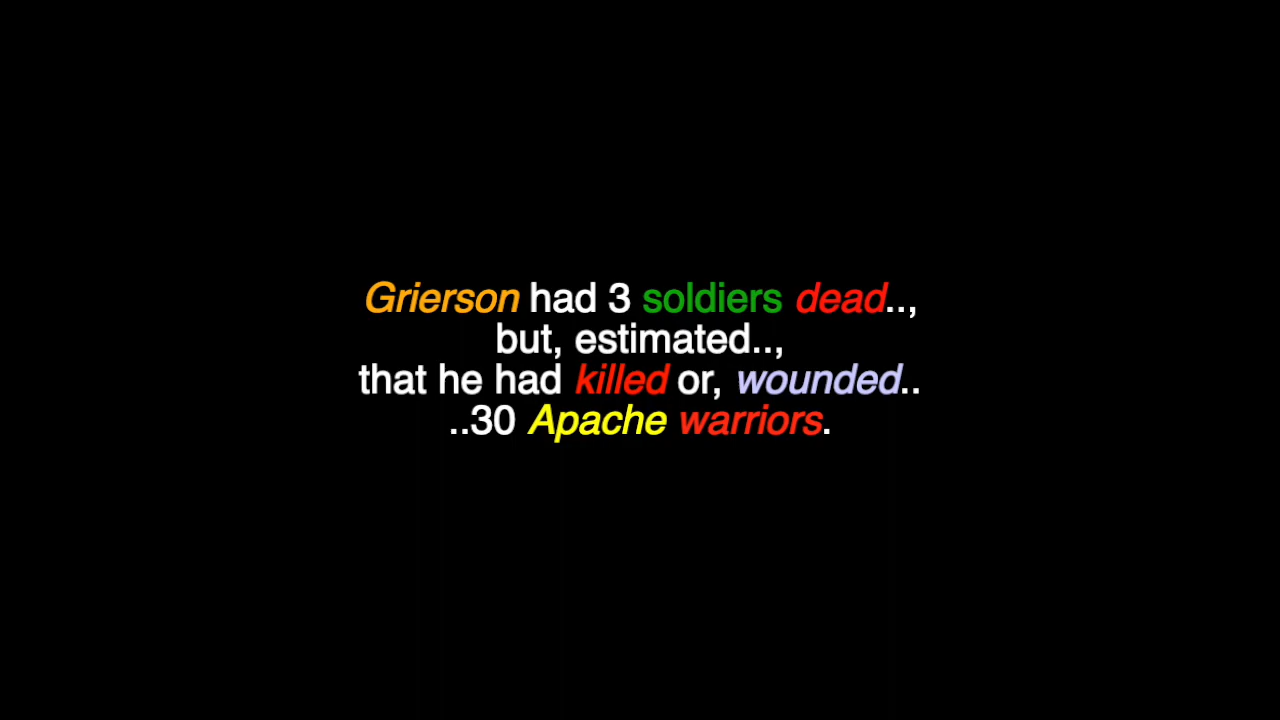 Grierson had 3 soldiers dead..,
but, estimated..,
that he had killed or, wounded..
..30 Apache warriors.